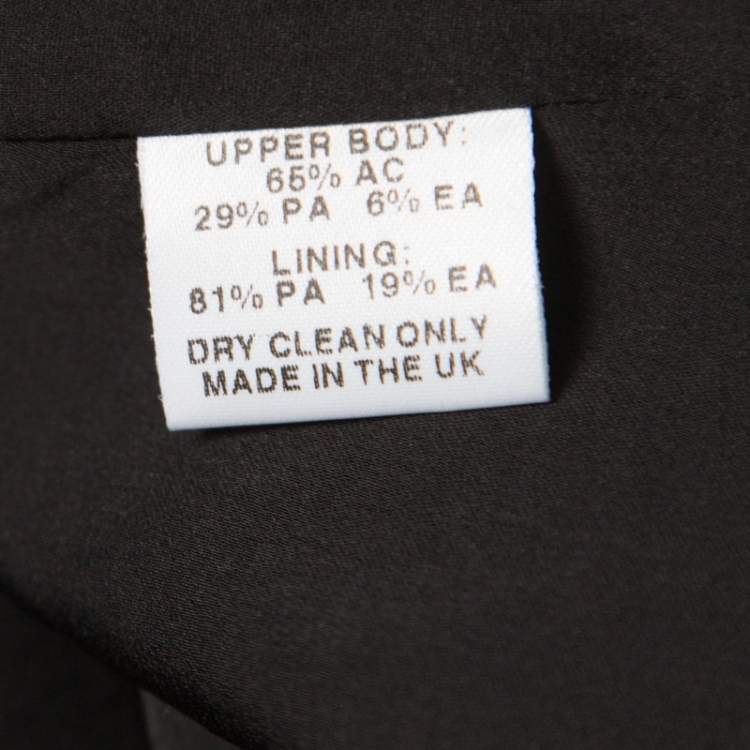 UPPER BODY:
65% AC
29% PA 6% EA
LINING:
81% PA 19% EA
DRY CLEAN ONLY
MADE IN THE UK